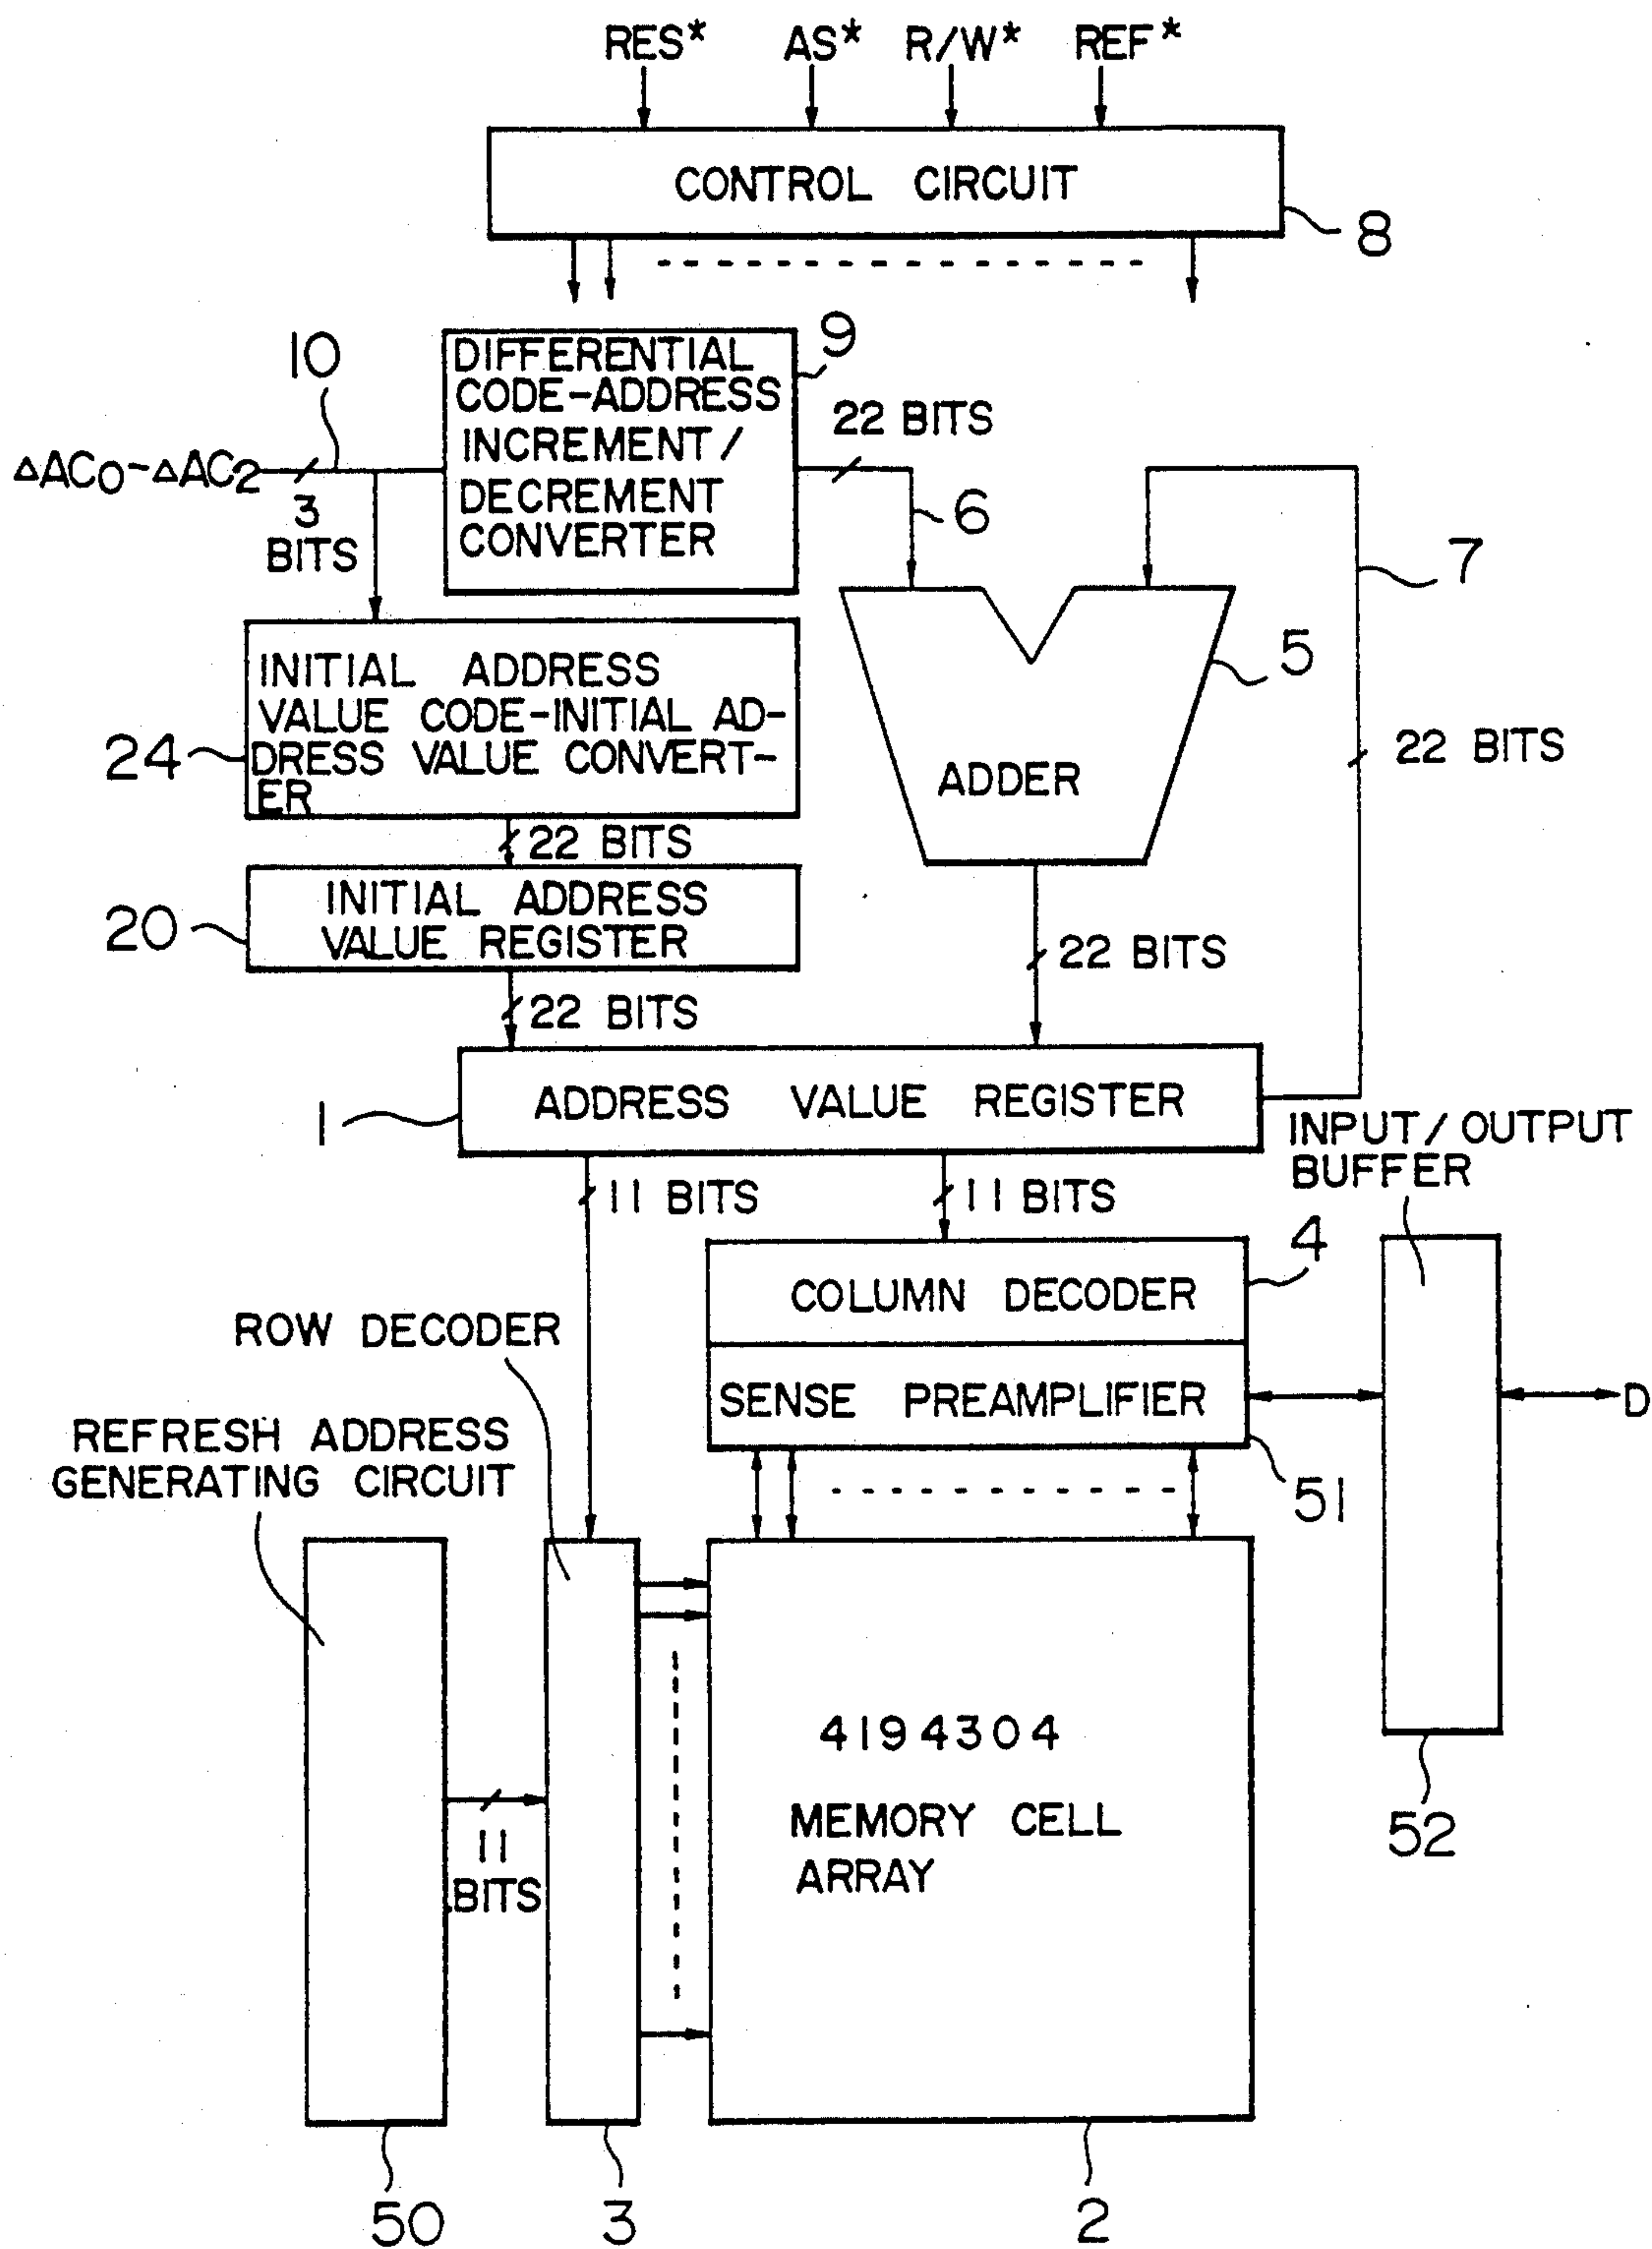 RES* AS* R/W* REF*
CONTROL CIRCUIT
8
10
DIFFERENTIAL
CODE-ADDRESS
INCREMENT/
DECREMENT
CONVERTER
9
22 BITS
ΔAC0-ΔAC2
3
BITS
6
7
INITIAL ADDRESS
VALUE CODE-INITIAL AD-
DRESS VALUE CONVERT-
ER
24
5
ADDER
22 BITS
22 BITS
INITIAL ADDRESS
VALUE REGISTER
20
22 BITS
22 BITS
ADDRESS VALUE REGISTER
1
INPUT/OUTPUT
BUFFER
11 BITS
11 BITS
COLUMN DECODER
4
ROW DECODER
SENSE PREAMPLIFIER
D
REFRESH ADDRESS
GENERATING CIRCUIT
51
4194304
MEMORY CELL
ARRAY
11
BITS
52
50
3
2